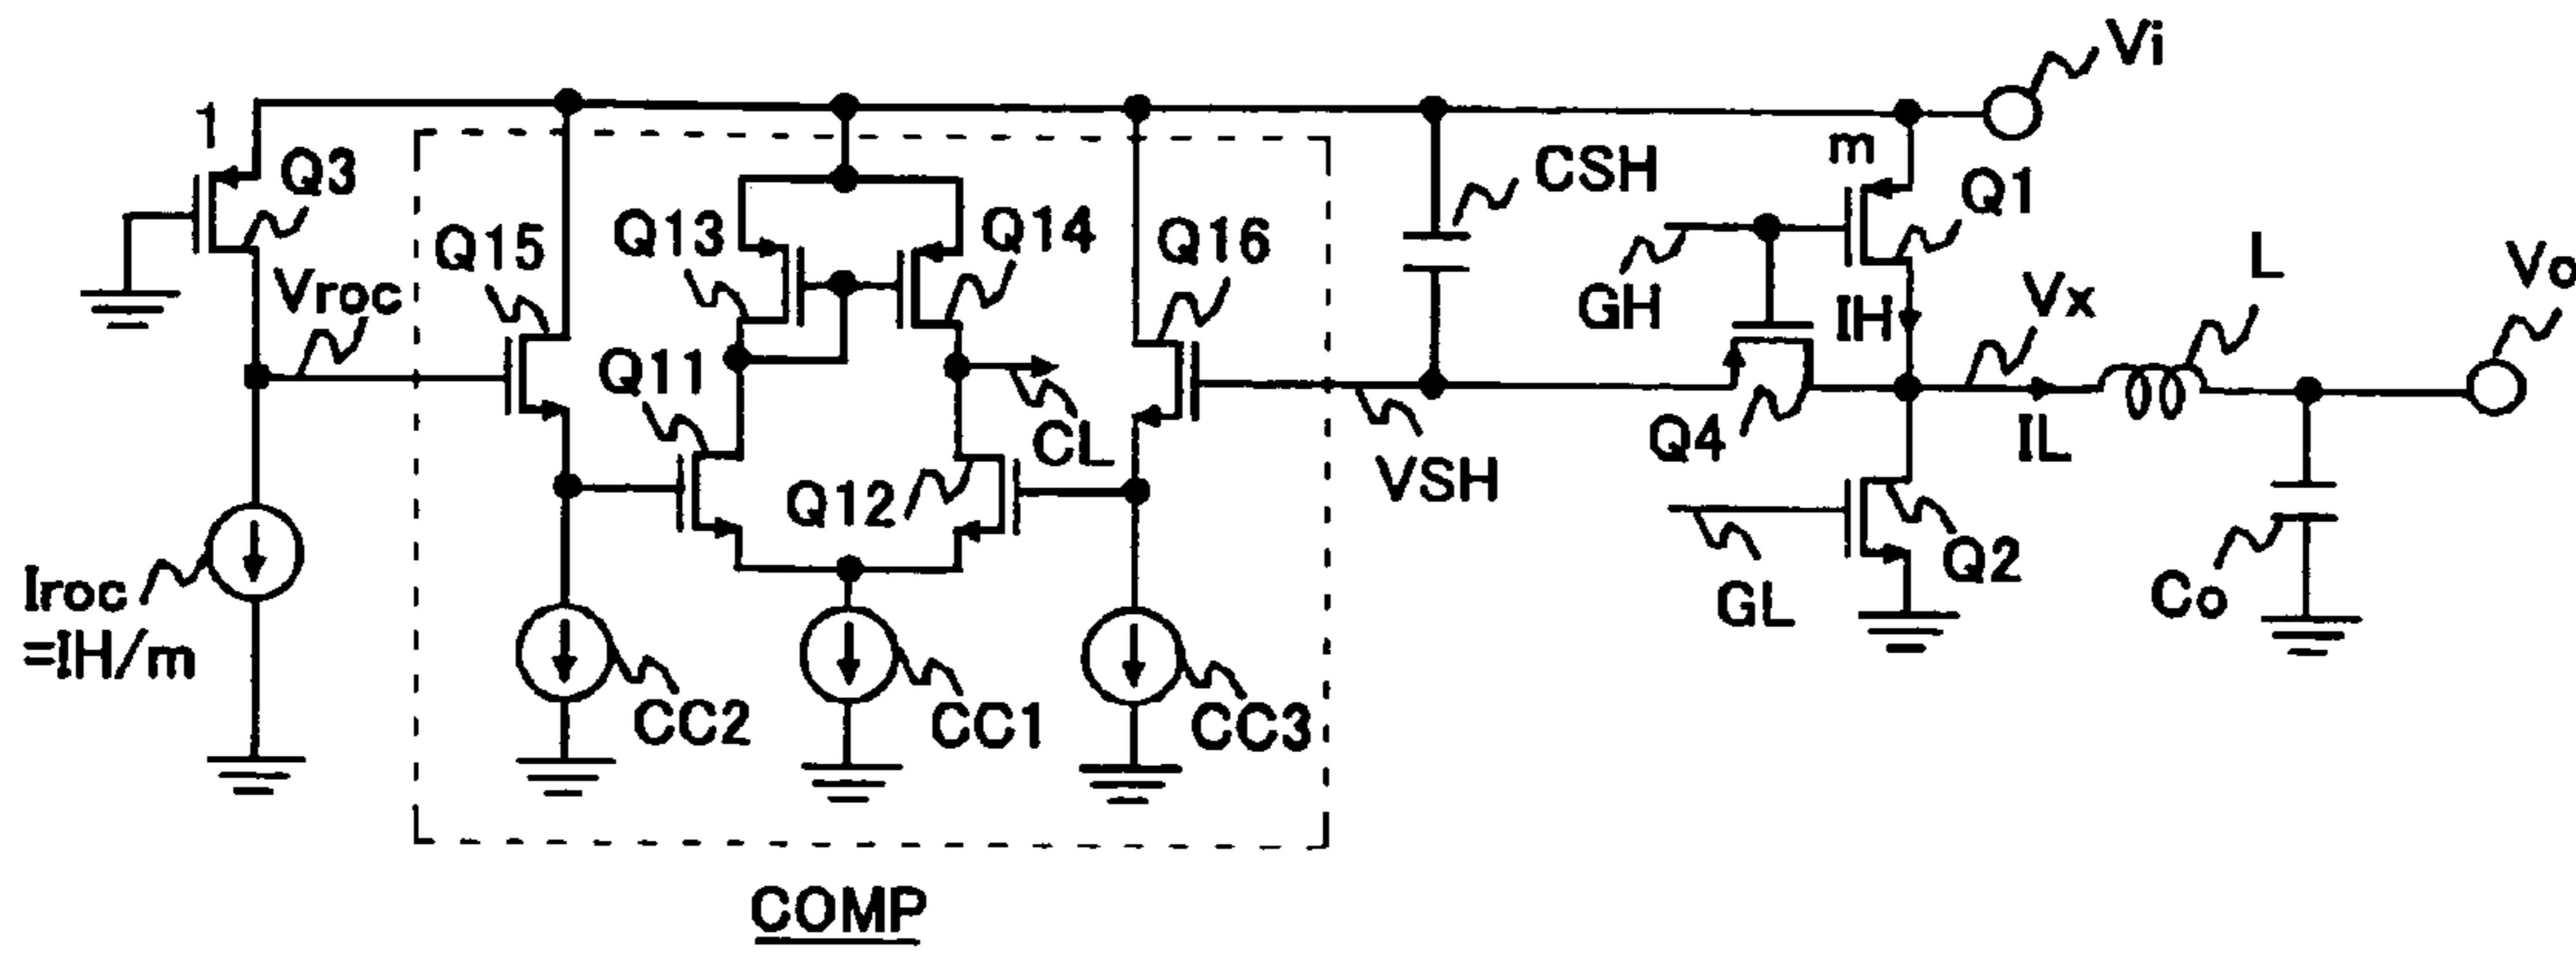 Vi
1
Q3
m
CSH
Q1
Q15
Q13
Q14
Q16
Vroc
GH
IH
Vx
L
Vo
Q11
CL
Q4
IL
Q12
VSH
Q2
Iroc
=IH/m
GL
Co
CC2
CC1
CC3
COMP